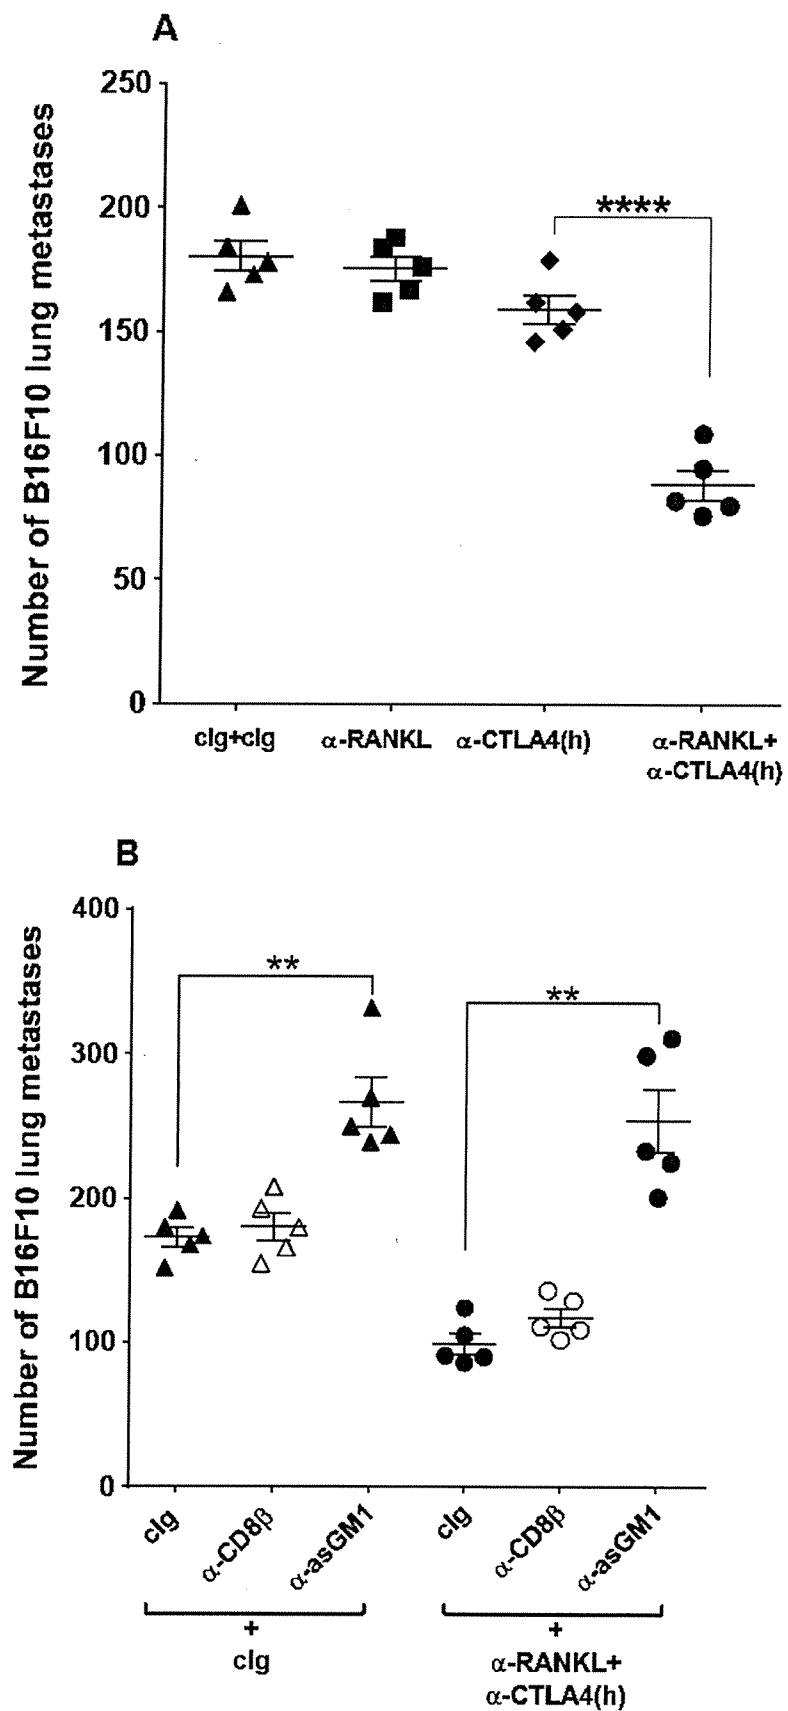 A
Number of B16F10 lung metastases
250
200
150
100
50
0
****
cIg+cIg
α-RANKL
α-CTLA4(h)
α-RANKL+
α-CTLA4(h)
B
Number of B16F10 lung metastases
400
300
200
100
0
**
**
cIg
α-CD8β
α-asGM1
cIg
α-CD8β
α-asGM1
+
cIg
+
α-RANKL+
α-CTLA4(h)